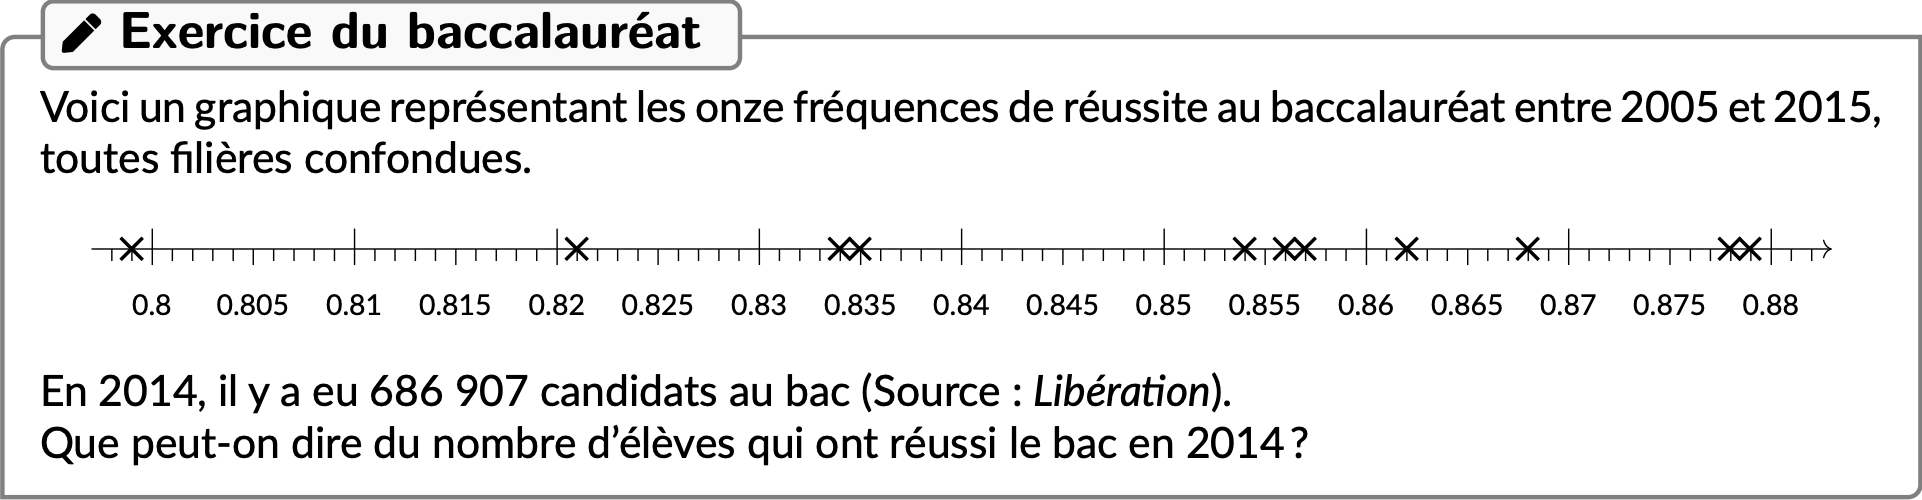 Exercice du baccalauréat
Voici un graphique représentant les onze fréquences de réussite au baccalauréat entre 2005 et 2015,
toutes filières confondues.
0.8 0.805 0.81 0.815 0.82 0.825 0.83 0.835 0.84 0.845 0.85 0.855 0.86 0.865 0.87 0.875 0.88
En 2014, il y a eu 686 907 candidats au bac (Source : Libération).
Que peut-on dire du nombre d’élèves qui ont réussi le bac en 2014 ?